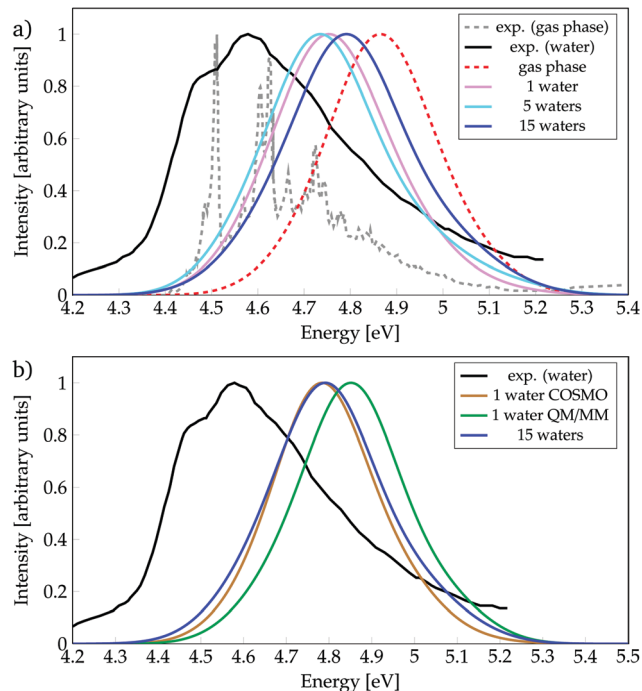 a)
exp. (gas phase)
exp. (water)
gas phase
1 water
5 waters
15 waters
Intensity [arbitrary units]
1
0.8
0.6
0.4
0.2
0
4.2 4.3 4.4 4.5 4.6 4.7 4.8 4.9 5 5.1 5.2 5.3 5.4
Energy [eV]
b)
exp. (water)
1 water COSMO
1 water QM/MM
15 waters
Intensity [arbitrary units]
1
0.8
0.6
0.4
0.2
0
4.2 4.3 4.4 4.5 4.6 4.7 4.8 4.9 5 5.1 5.2 5.3 5.4 5.5
Energy [eV]